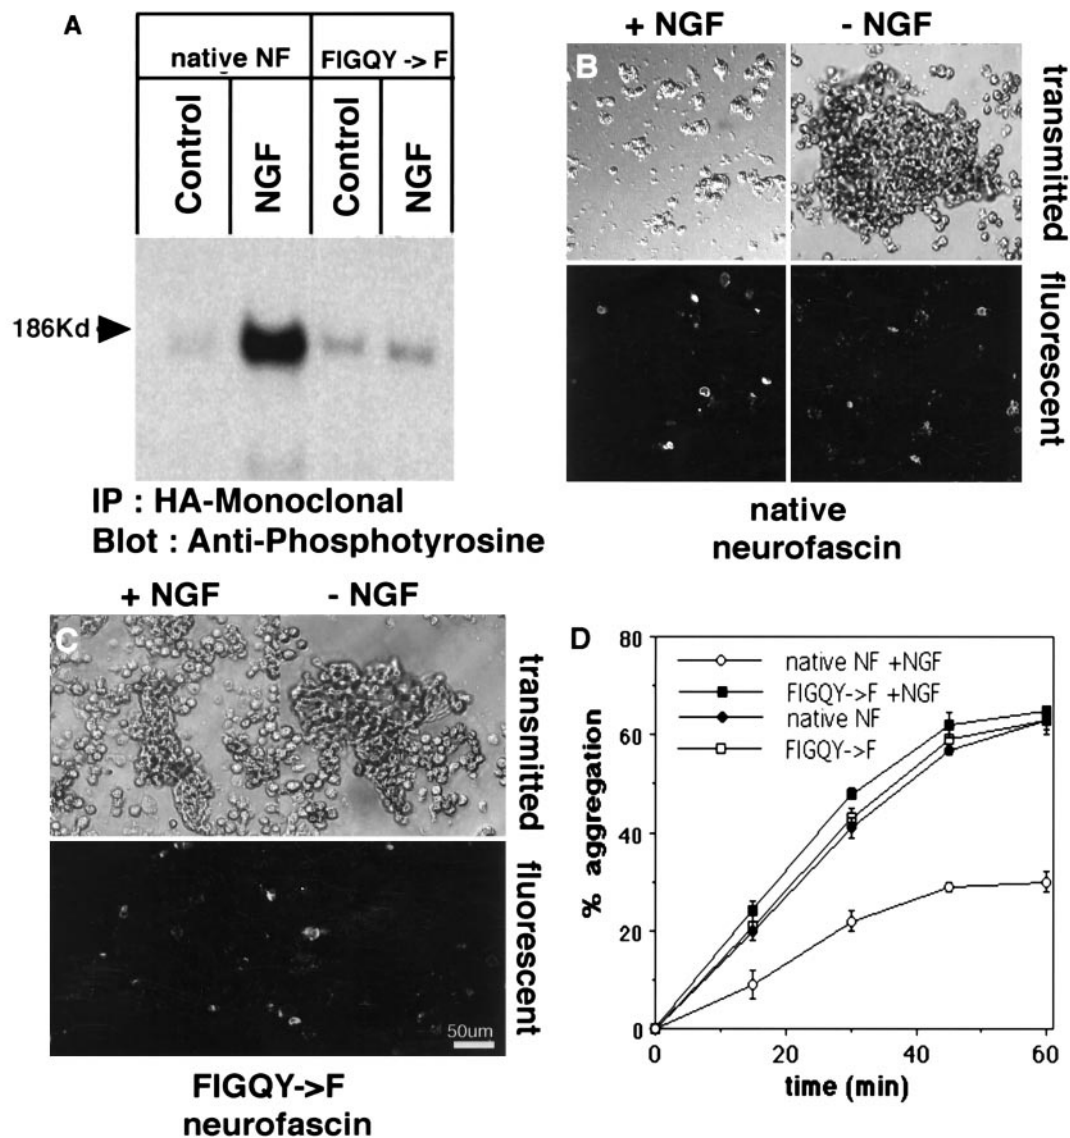 A
native NF
FIGQY -> F
Control
NGF
Control
NGF
186Kd
IP : HA-Monoclonal
Blot : Anti-Phosphotyrosine
+ NGF
- NGF
B
transmitted
fluorescent
native
neurofascin
+ NGF
- NGF
C
transmitted
fluorescent
50um
FIGQY->F
neurofascin
D
80
60
40
20
0
% aggregation
native NF +NGF
FIGQY->F +NGF
native NF
FIGQY->F
0
20
40
60
time (min)